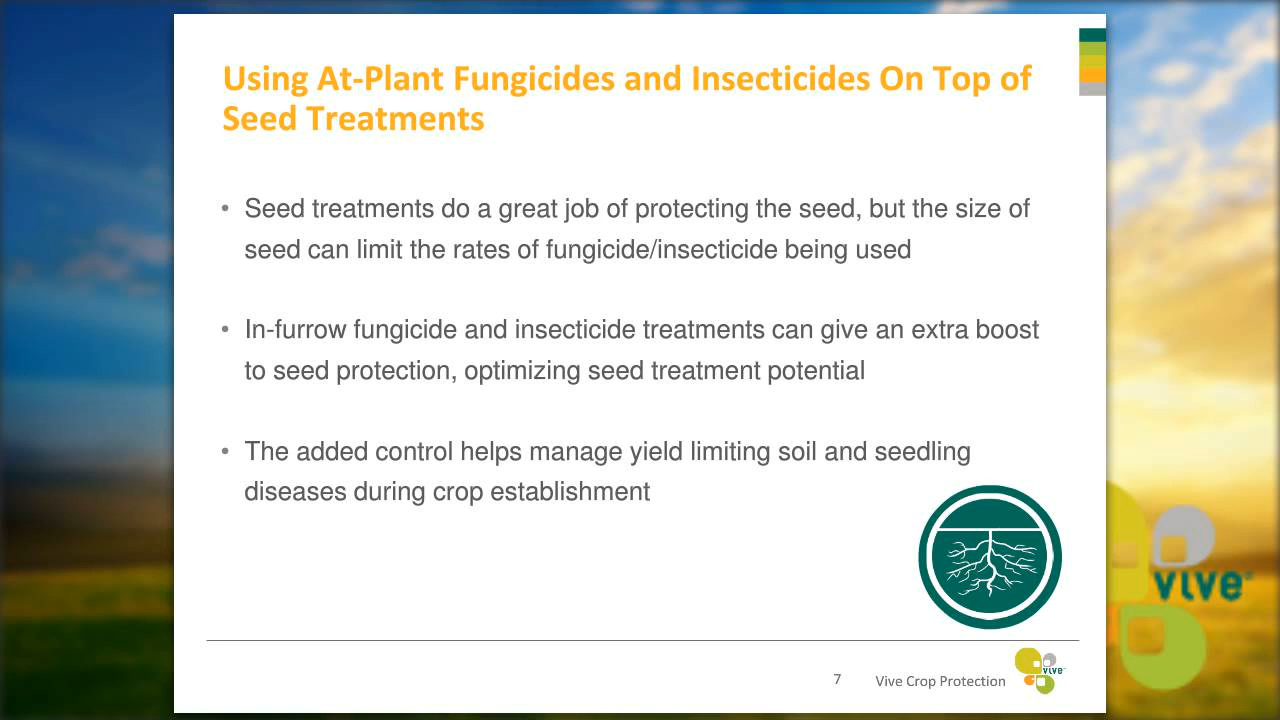 Using At-Plant Fungicides and Insecticides On Top of
Seed Treatments
• Seed treatments do a great job of protecting the seed, but the size of
seed can limit the rates of fungicide/insecticide being used
• In-furrow fungicide and insecticide treatments can give an extra boost
to seed protection, optimizing seed treatment potential
• The added control helps manage yield limiting soil and seedling
diseases during crop establishment
7 Vive Crop Protection
vive
vive